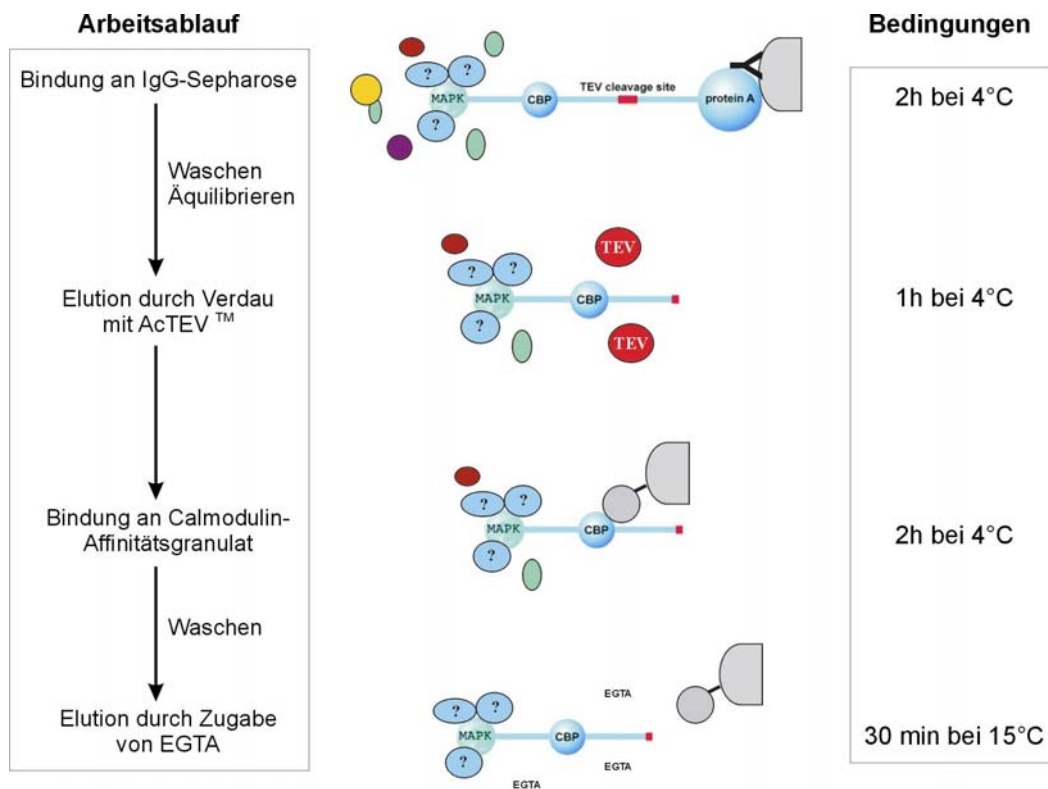 Arbeitsablauf
Bedingungen
Bindung an IgG-Sepharose
? ?
MAPK
?
CBP
TEV cleavage site
protein A
2h bei 4°C
Waschen
Äquilibrieren
Elution durch Verdau
mit AcTEV ™
? ?
MAPK
?
CBP
TEV
TEV
1h bei 4°C
Bindung an Calmodulin-
Affinitätsgranulat
? ?
MAPK
?
CBP
2h bei 4°C
Waschen
Elution durch Zugabe
von EGTA
? ?
MAPK
?
CBP
EGTA
EGTA
EGTA
30 min bei 15°C